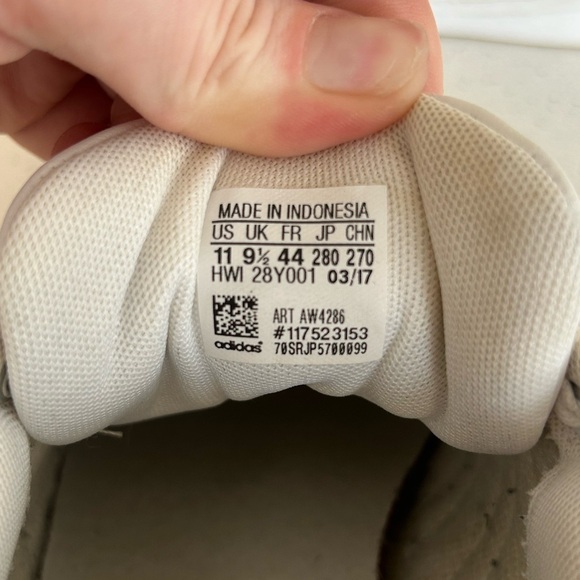 MADE IN INDONESIA
US UK FR JP CHN
11 9½ 44 280 270
HWI 28Y001 03/17
ART AW4286
#117523153
adidas® 70SRJP5700099